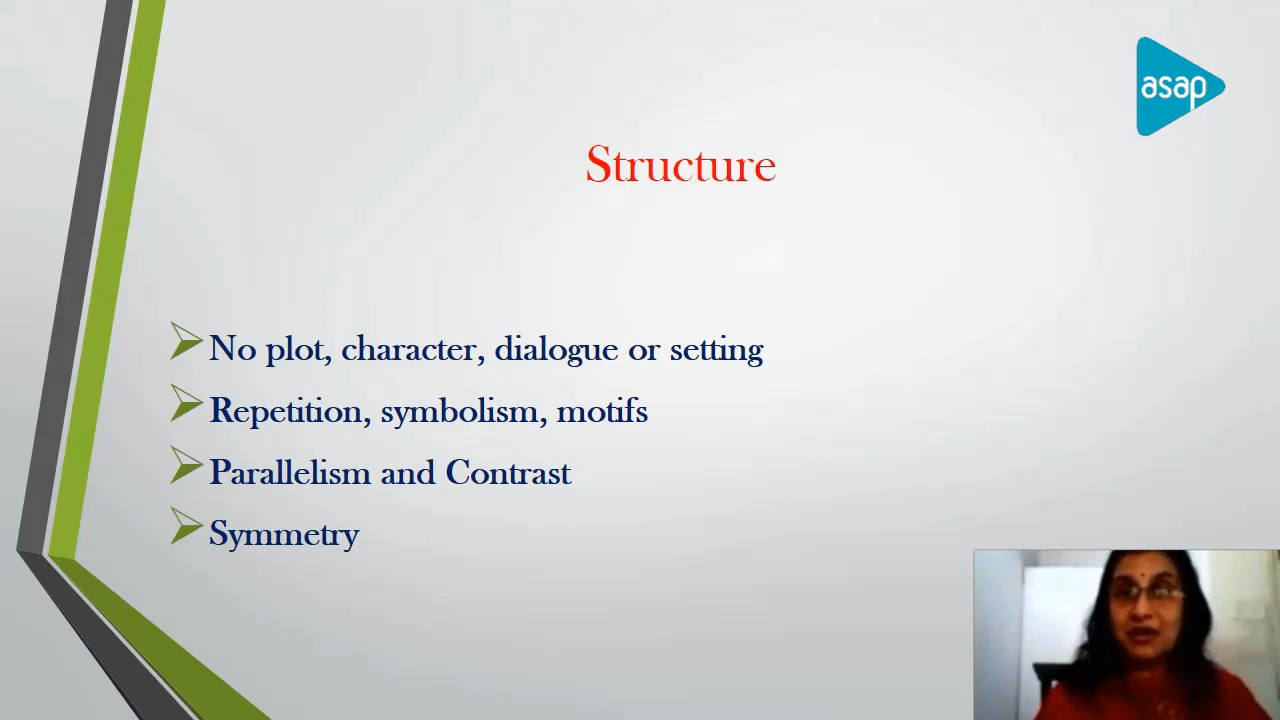 asap
Structure
No plot, character, dialogue or setting
Repetition, symbolism, motifs
Parallelism and Contrast
Symmetry